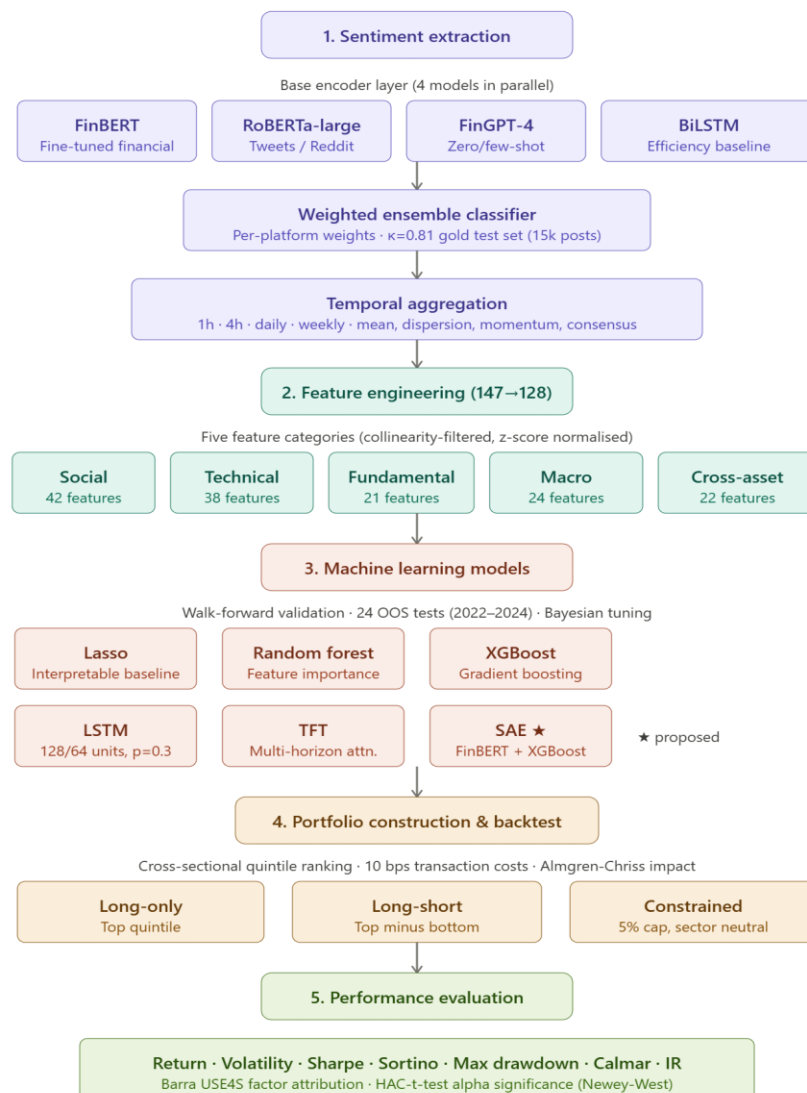 1. Sentiment extraction
Base encoder layer (4 models in parallel)
FinBERT
Fine-tuned financial
RoBERTa-large
Tweets / Reddit
FinGPT-4
Zero/few-shot
BiLSTM
Efficiency baseline
Weighted ensemble classifier
Per-platform weights · κ=0.81 gold test set (15k posts)
Temporal aggregation
1h · 4h · daily · weekly · mean, dispersion, momentum, consensus
2. Feature engineering (147→128)
Five feature categories (collinearity-filtered, z-score normalised)
Social
42 features
Technical
38 features
Fundamental
21 features
Macro
24 features
Cross-asset
22 features
3. Machine learning models
Walk-forward validation · 24 OOS tests (2022–2024) · Bayesian tuning
Lasso
Interpretable baseline
Random forest
Feature importance
XGBoost
Gradient boosting
LSTM
128/64 units, p=0.3
TFT
Multi-horizon attn.
SAE ★
FinBERT + XGBoost
★ proposed
4. Portfolio construction & backtest
Cross-sectional quintile ranking · 10 bps transaction costs · Almgren-Chriss impact
Long-only
Top quintile
Long-short
Top minus bottom
Constrained
5% cap, sector neutral
5. Performance evaluation
Return · Volatility · Sharpe · Sortino · Max drawdown · Calmar · IR
Barra USE4S factor attribution · HAC-t-test alpha significance (Newey-West)